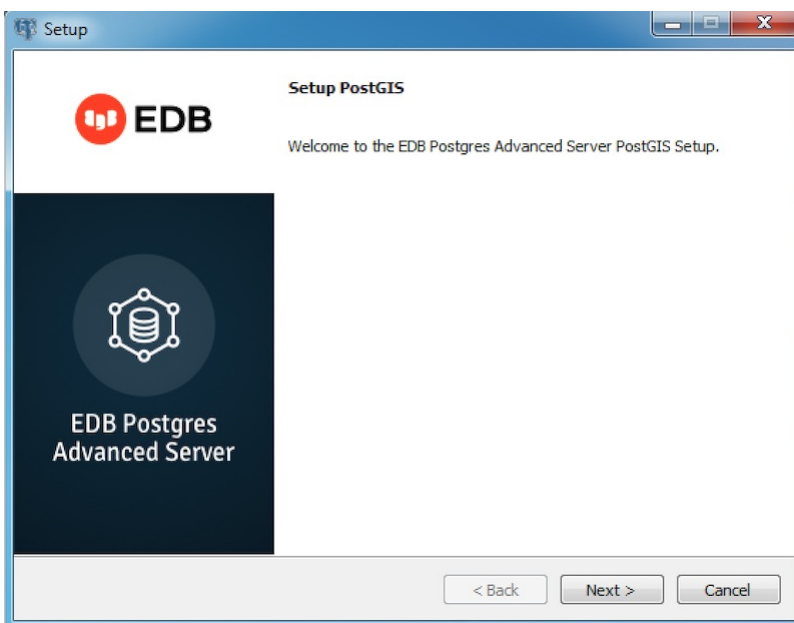 Setup
EDB
Setup PostGIS
Welcome to the EDB Postgres Advanced Server PostGIS Setup.
EDB Postgres
Advanced Server
< Back
Next >
Cancel